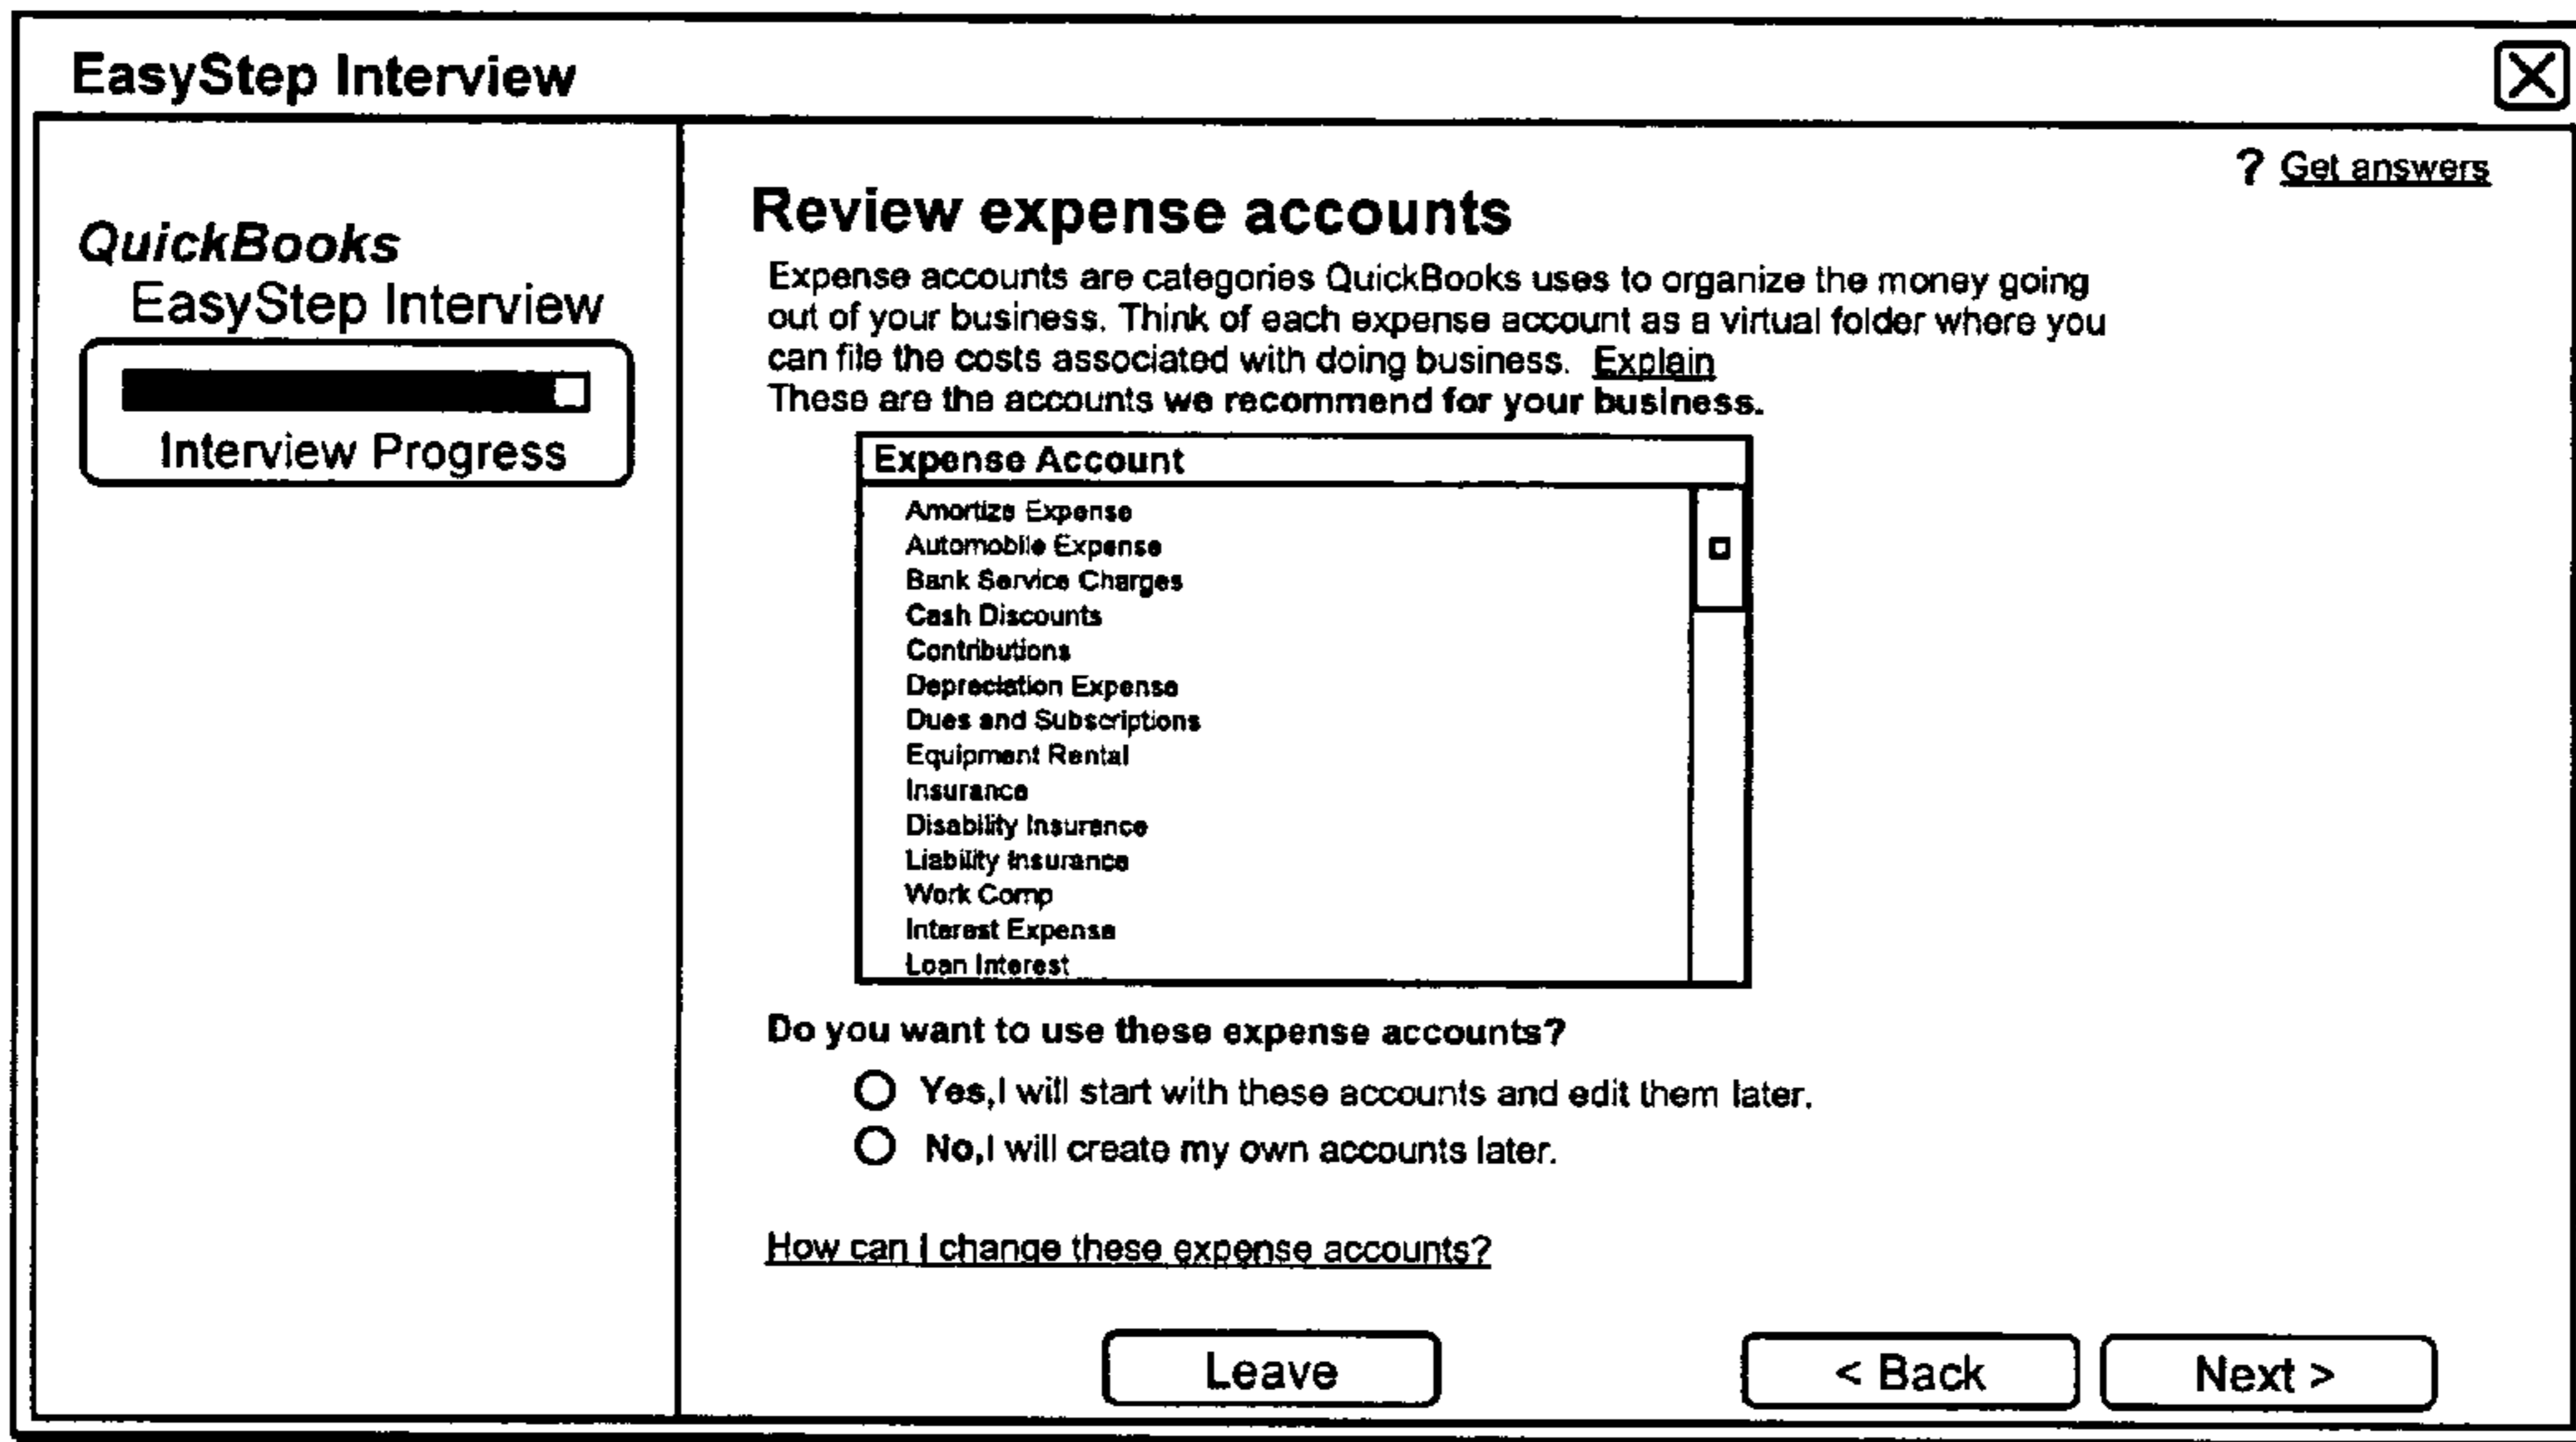 EasyStep Interview
? Get answers
QuickBooks
EasyStep Interview
Interview Progress
Review expense accounts
Expense accounts are categories QuickBooks uses to organize the money going
out of your business. Think of each expense account as a virtual folder where you
can file the costs associated with doing business. Explain
These are the accounts we recommend for your business.
Expense Account
Amortize Expense
Automobile Expense
Bank Service Charges
Cash Discounts
Contributions
Depreciation Expense
Dues and Subscriptions
Equipment Rental
Insurance
Disability Insurance
Liability Insurance
Work Comp
Interest Expense
Loan Interest
Do you want to use these expense accounts?
Yes,I will start with these accounts and edit them later.
No,I will create my own accounts later.
How can I change these expense accounts?
Leave
< Back
Next >